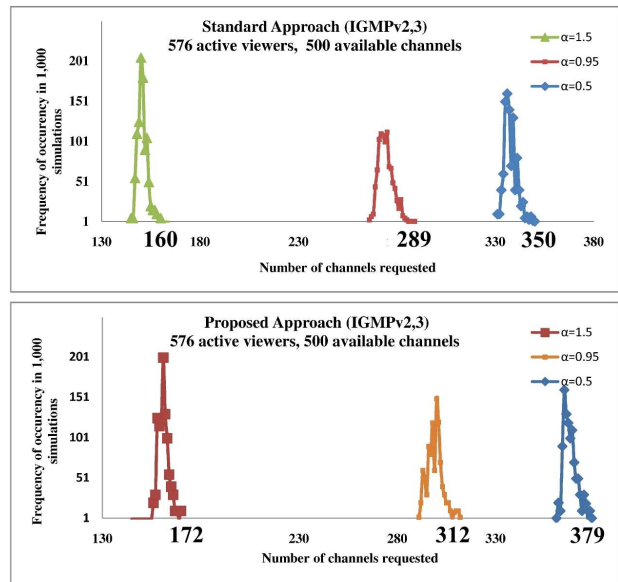 Standard Approach (IGMPv2,3)
576 active viewers, 500 available channels
α=1.5
α=0.95
α=0.5
Frequency of occurency in 1,000
simulations
201
151
101
51
1
130 160 180 230 289 330 350 380
Number of channels requested
Proposed Approach (IGMPv2,3)
576 active viewers, 500 available channels
α=1.5
α=0.95
α=0.5
Frequency of occurency in 1,000
simulations
201
151
101
51
1
130 172 290 312 330 379
Number of channels requested